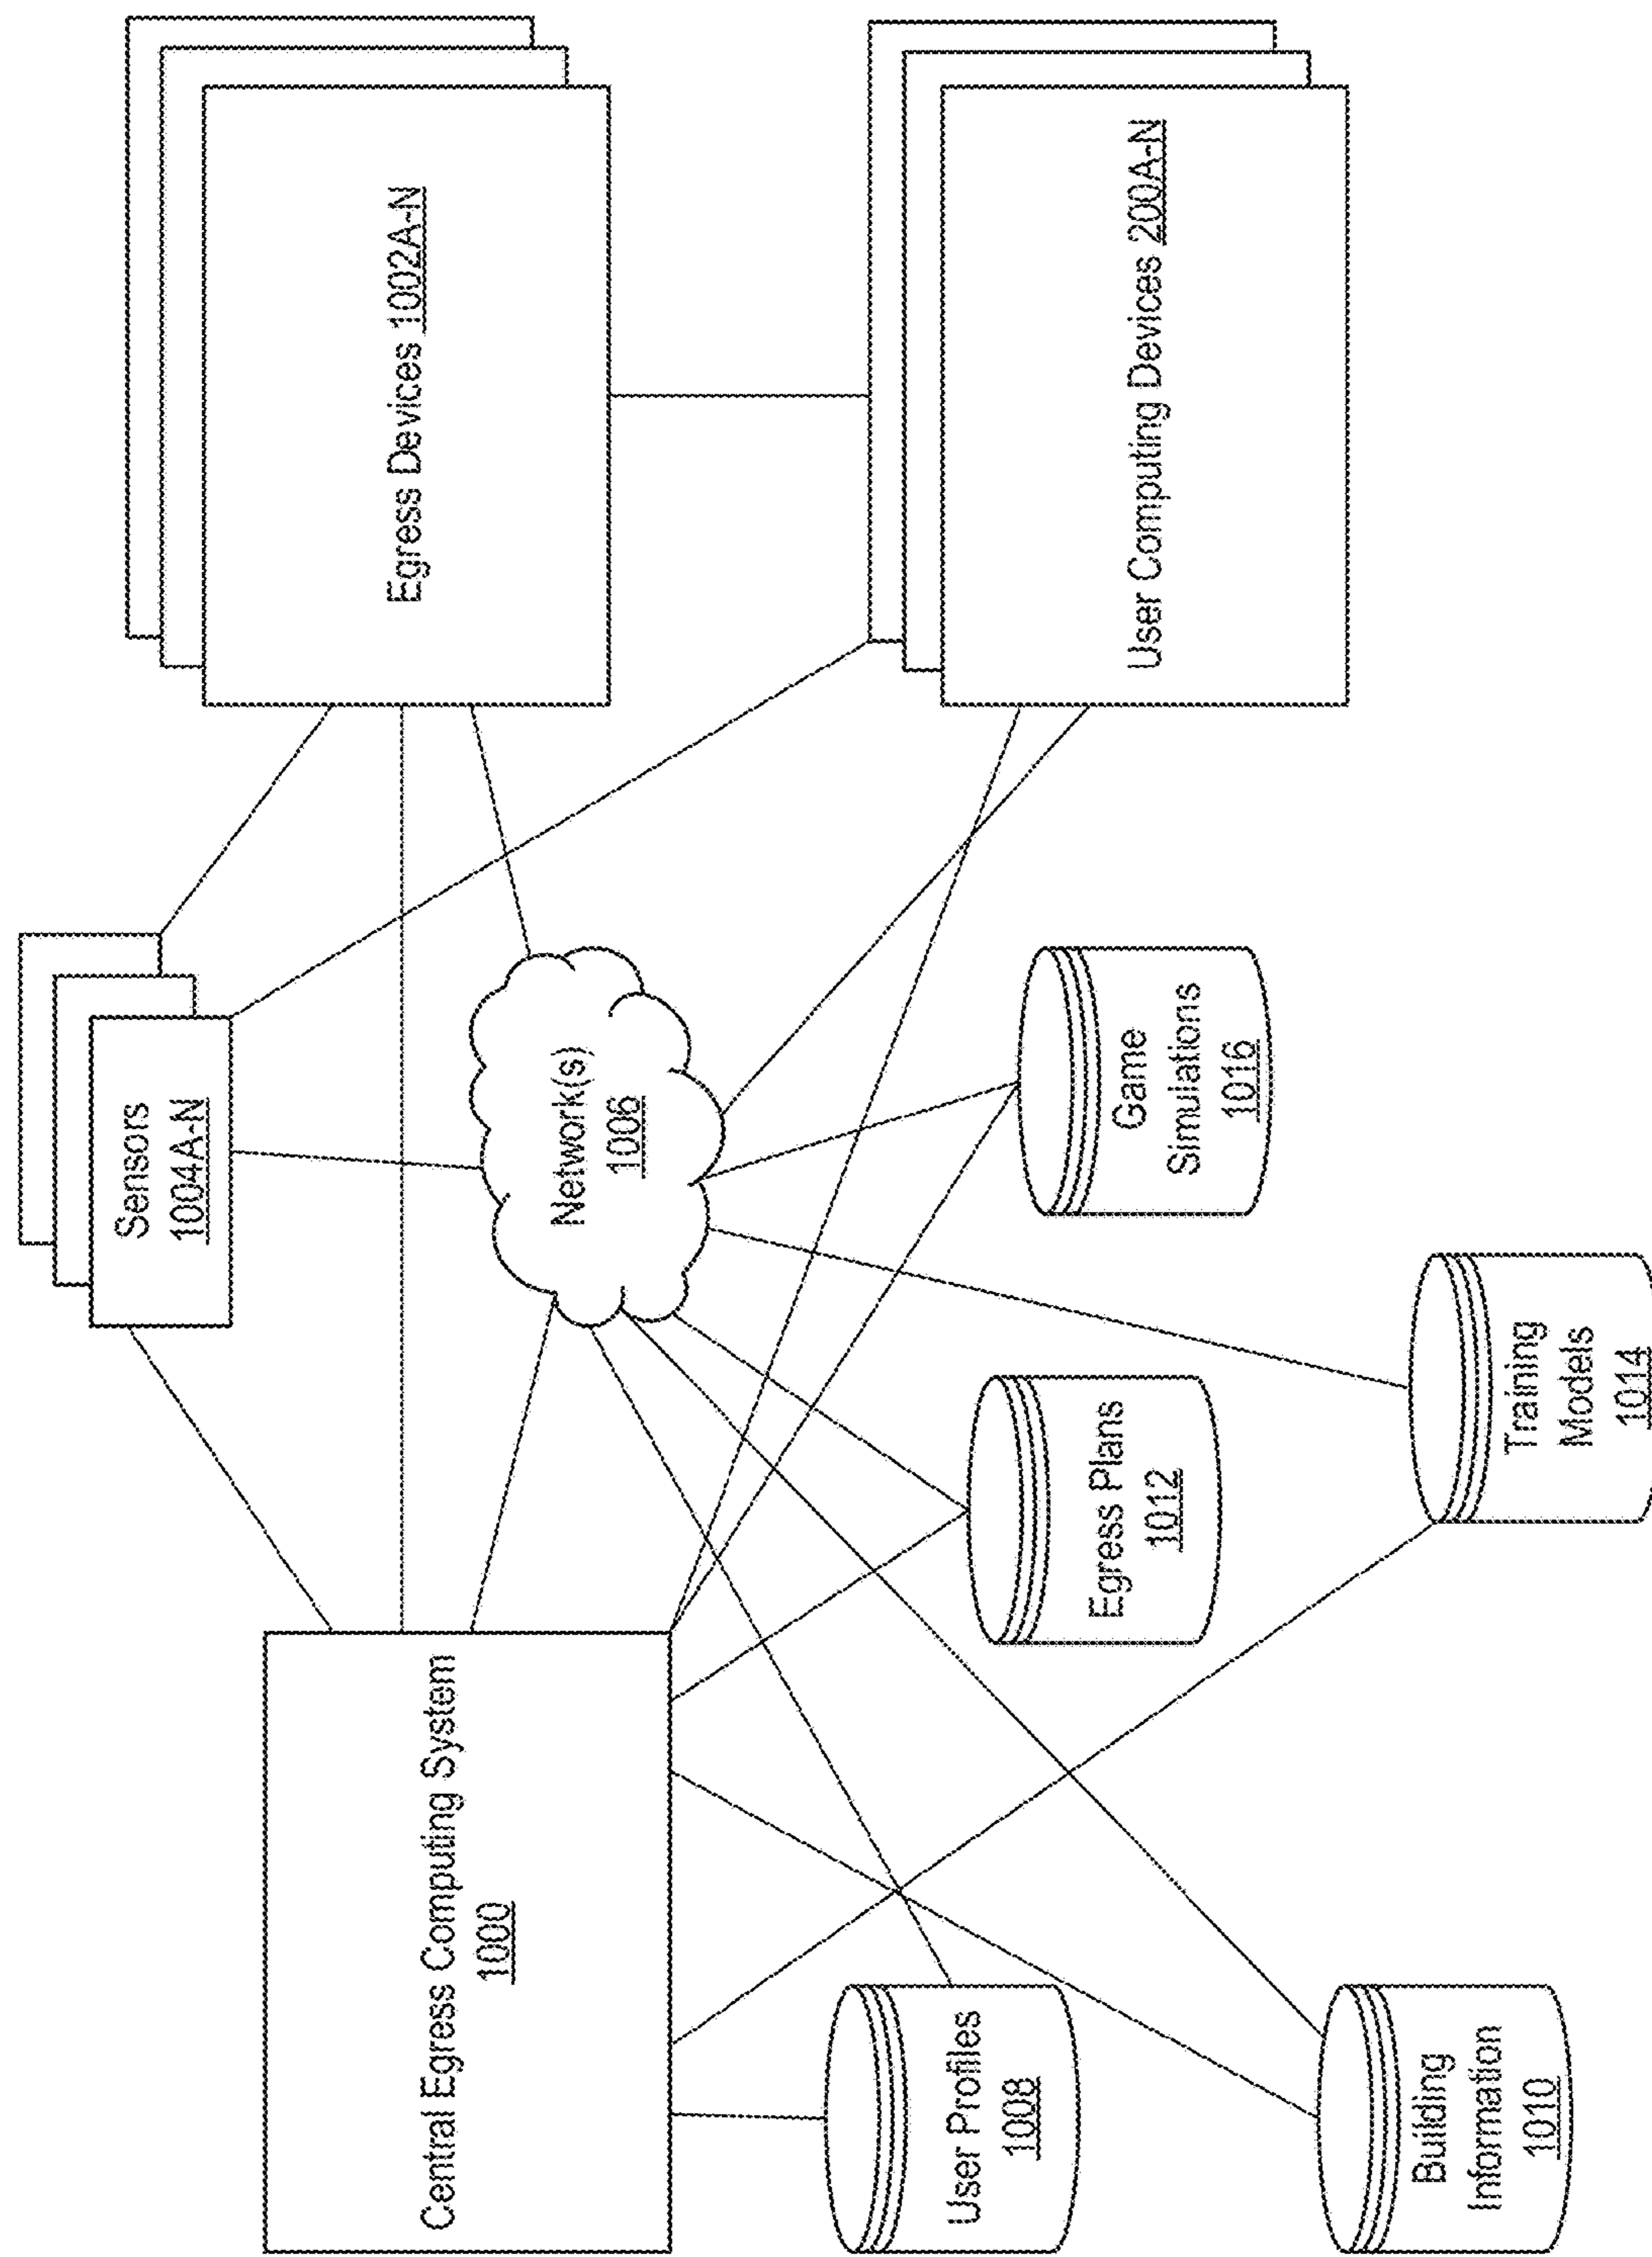 Sensors
1004A-N
Central Egress Computing System
1000
Egress Devices 1002A-N
Network(s)
1006
User Profiles
1008
Egress Plans
1012
Game
Simulations
1016
User Computing Devices 200A-N
Building
Information
1010
Training
Models
1014